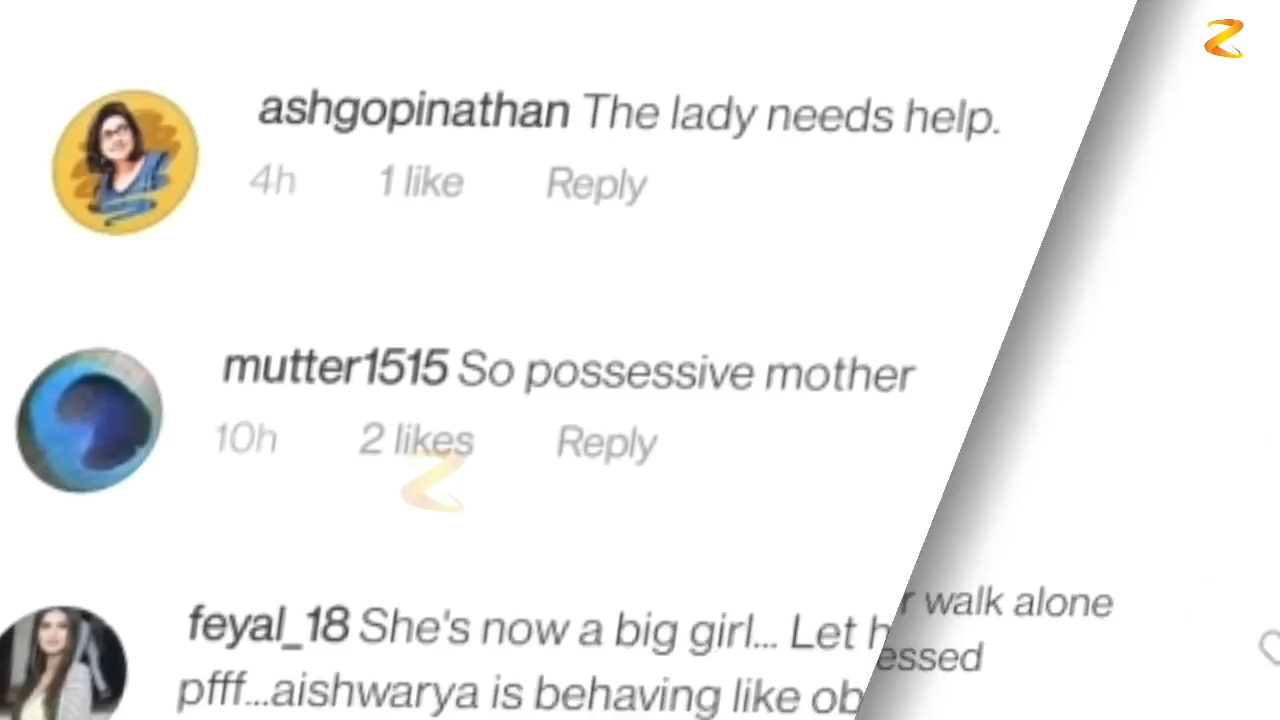 ashgopinathan The lady needs help.
4h 1 like Reply
mutter1515 So possessive mother
10h 2 likes Reply
feyal_18 She's now a big girl... Let
walk alone
pfff...aishwarya is behaving like
essed